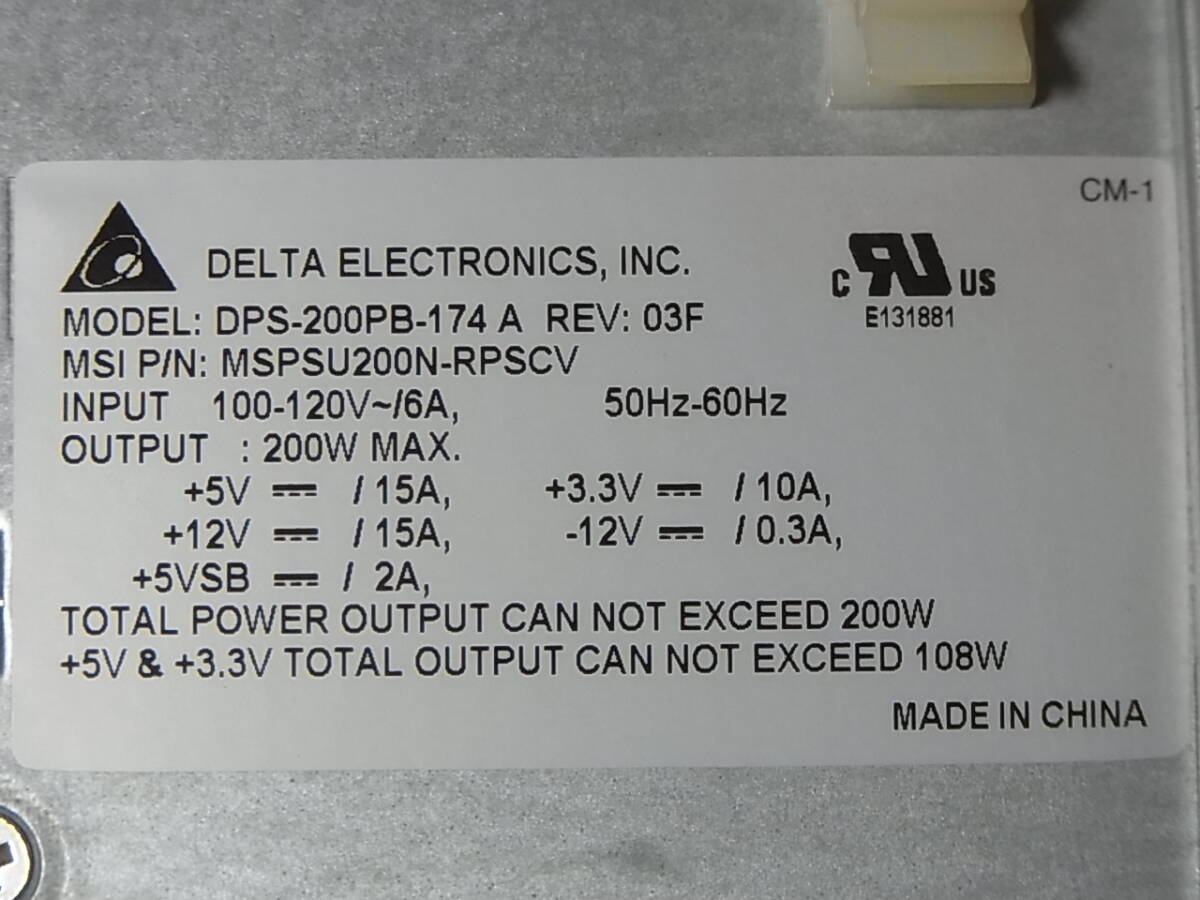 CM-1
DELTA ELECTRONICS, INC.
C RU US
E131881
MODEL: DPS-200PB-174 A REV: 03F
MSI P/N: MSPSU200N-RPSCV
INPUT 100-120V~/6A, 50Hz-60Hz
OUTPUT : 200W MAX.
+5V ⎓ / 15A, +3.3V ⎓ / 10A,
+12V ⎓ / 15A, -12V ⎓ / 0.3A,
+5VSB ⎓ / 2A,
TOTAL POWER OUTPUT CAN NOT EXCEED 200W
+5V & +3.3V TOTAL OUTPUT CAN NOT EXCEED 108W
MADE IN CHINA